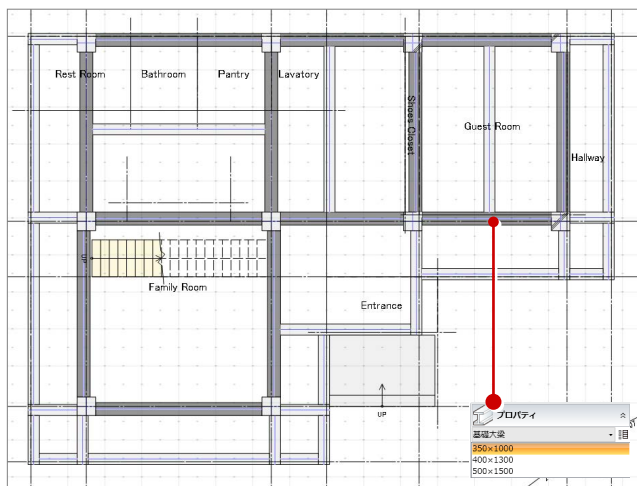 Rest Room
Bathroom
Pantry
Lavatory
Shoes Closet
Guest Room
Hallway
UP
Family Room
Entrance
UP
プロパティ
基礎大梁
350×1000
400×1300
500×1500